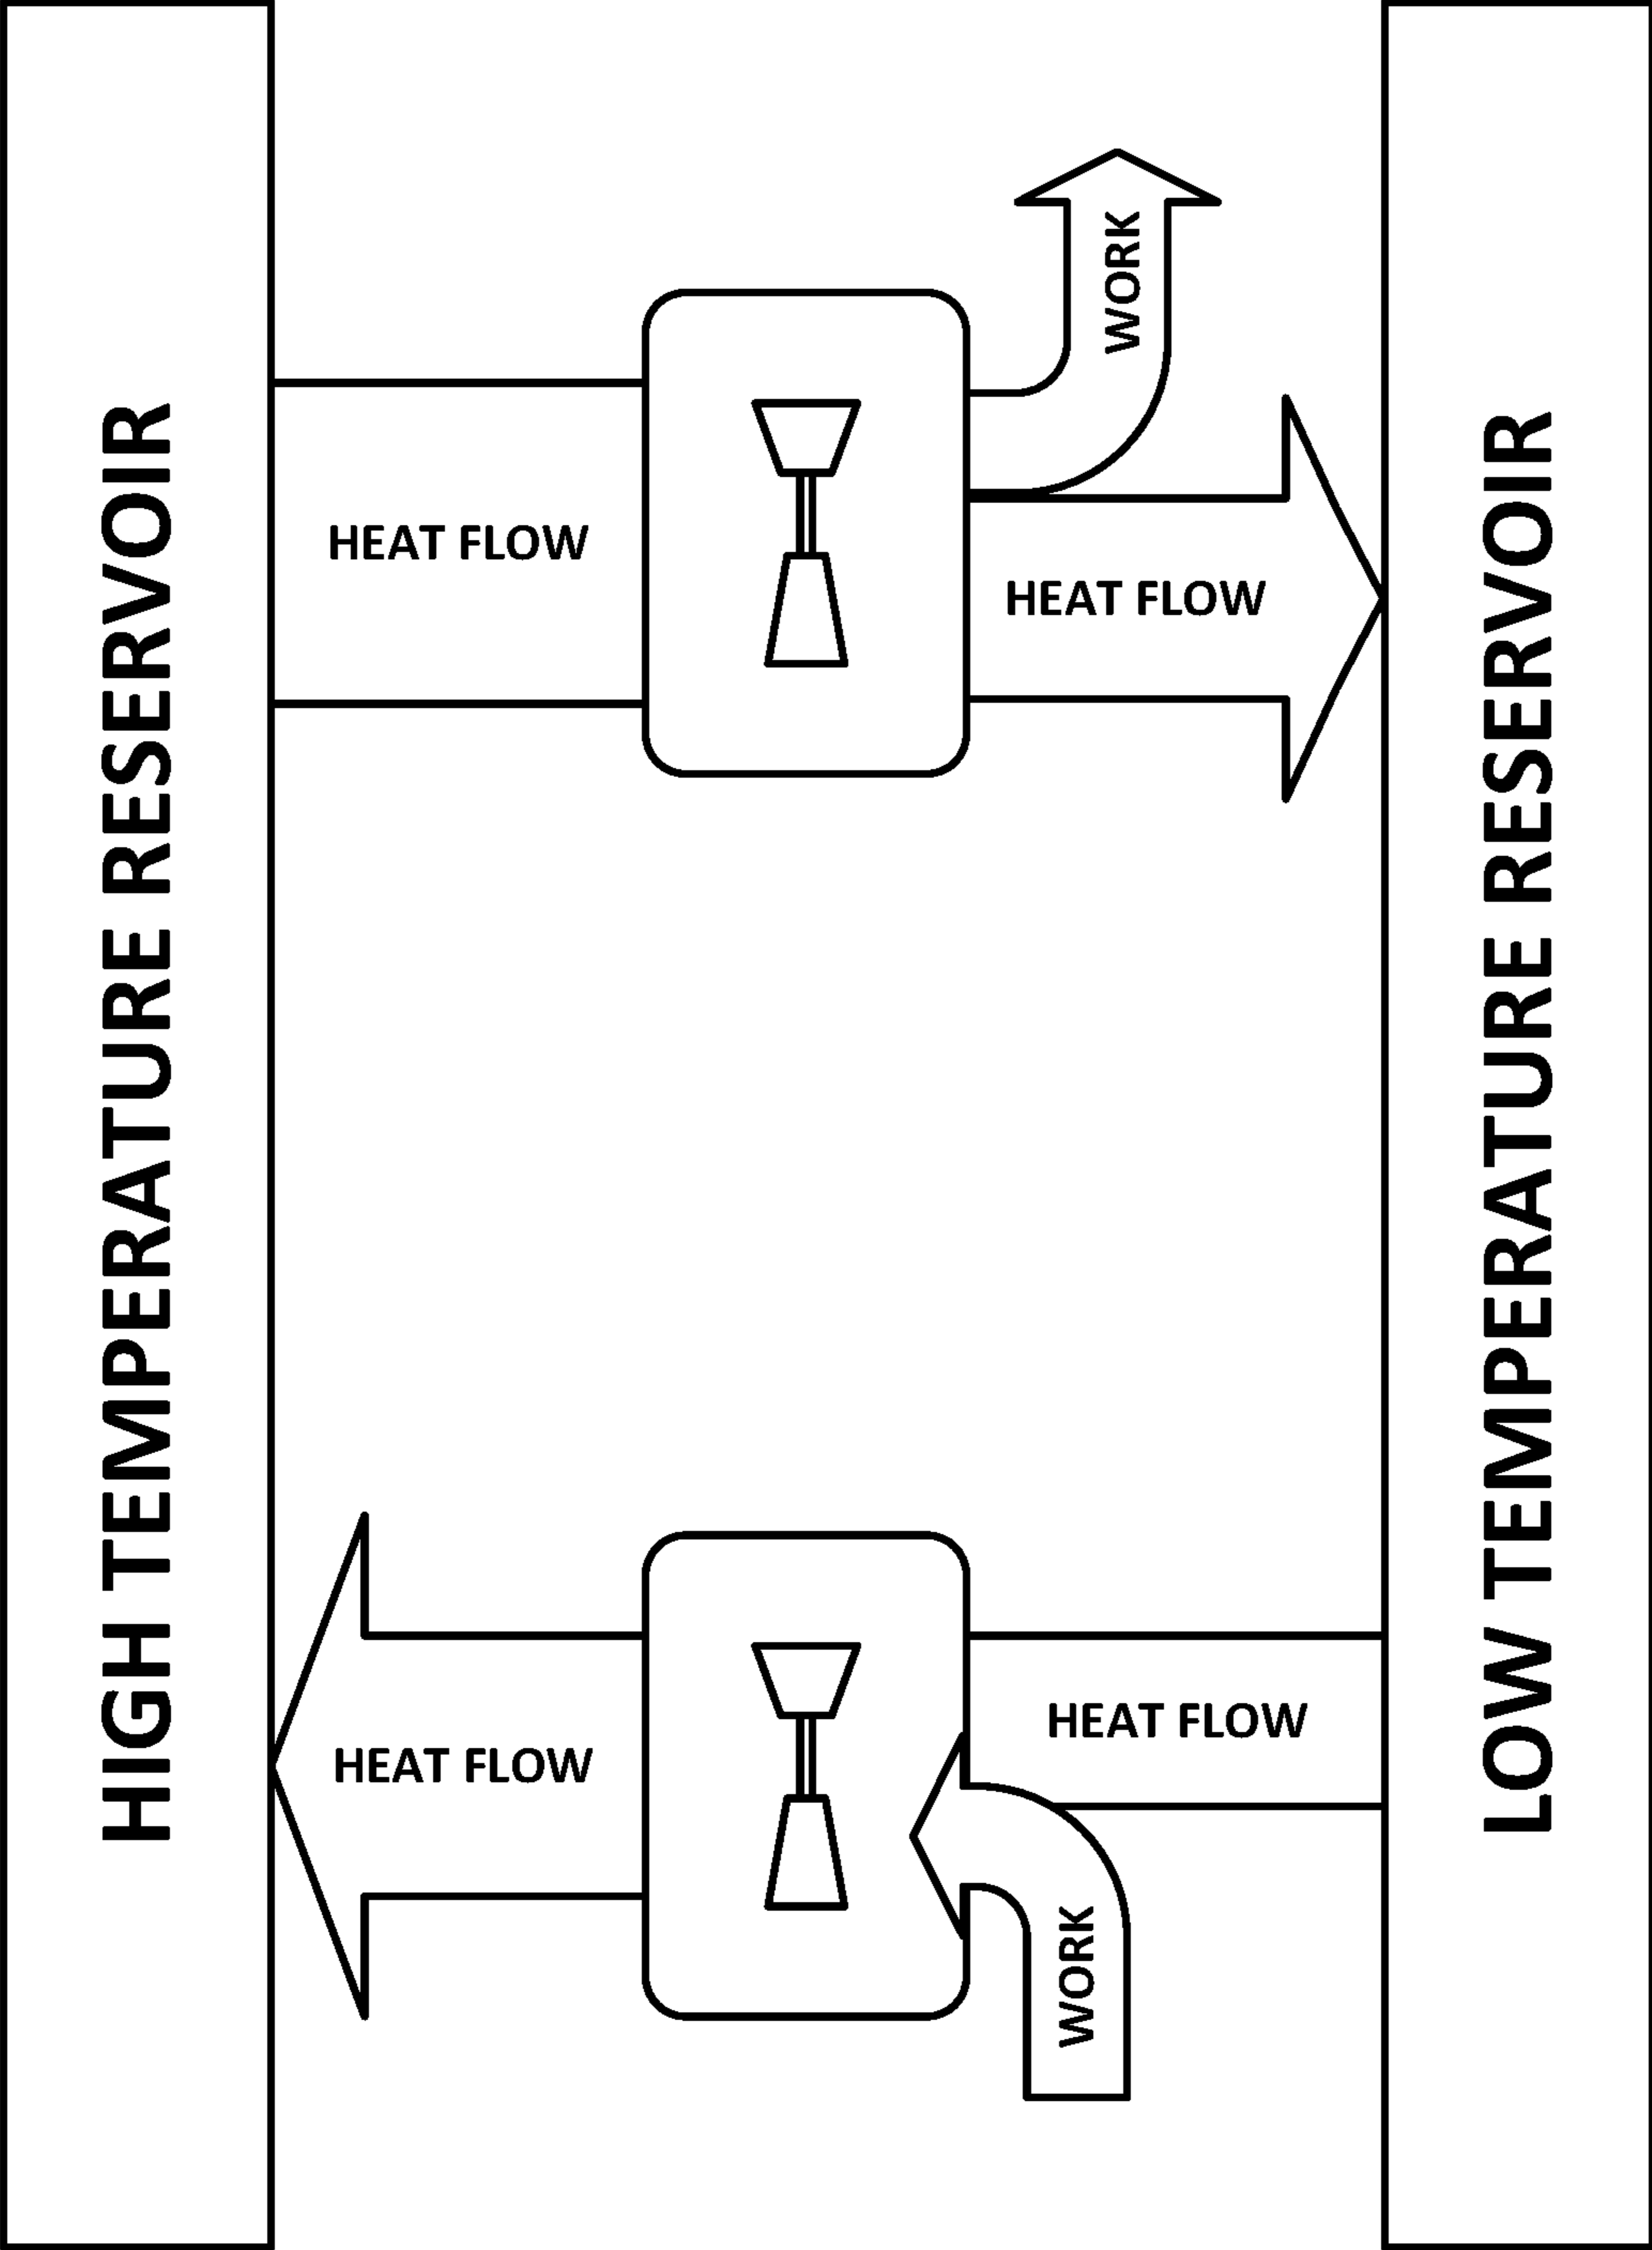 HIGH TEMPERATURE RESERVOIR
HEAT FLOW
WORK
HEAT FLOW
LOW TEMPERATURE RESERVOIR
HEAT FLOW
HEAT FLOW
WORK